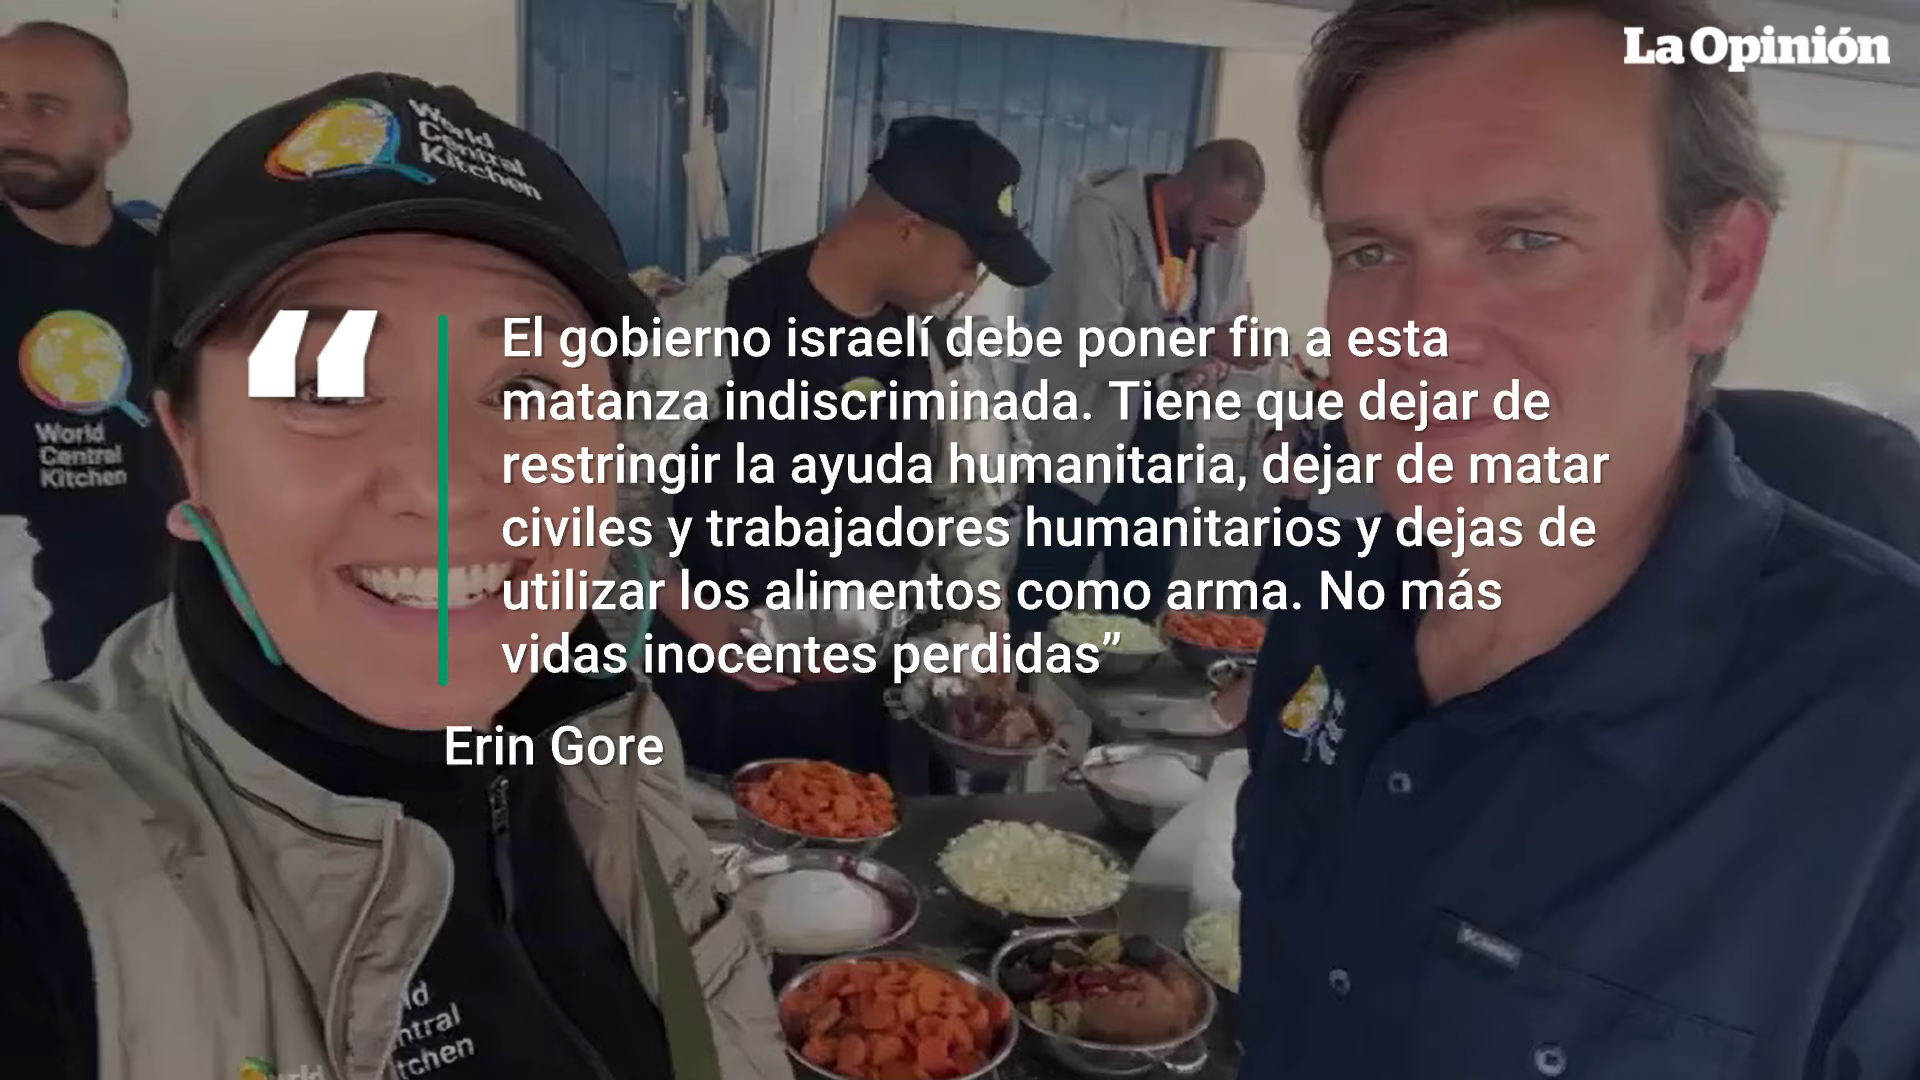 La Opinión
World
Central
Kitchen
World
Central
Kitchen
“
El gobierno israelí debe poner fin a esta
matanza indiscriminada. Tiene que dejar de
restringir la ayuda humanitaria, dejar de matar
civiles y trabajadores humanitarios y dejas de
utilizar los alimentos como arma. No más
vidas inocentes perdidas”
Erin Gore